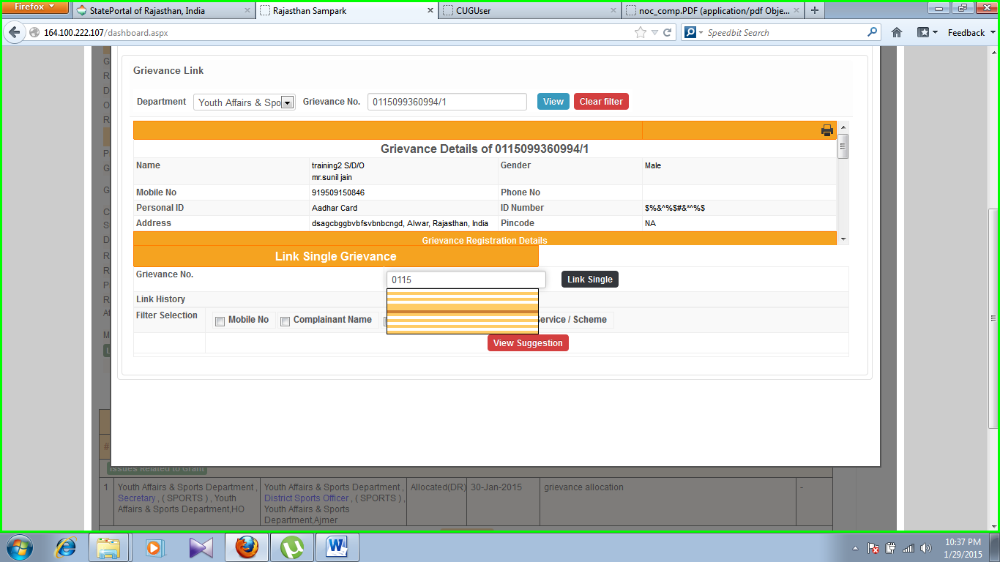 Firefox
StatePortal of Rajasthan, India
Rajasthan Sampark
CUGUser
noc_comp.PDF (application/pdf Obje...
164.100.222.107/dashboard.aspx
Speedbit Search
Feedback
Grievance Link
Department
Youth Affairs & Spo
Grievance No.
0115099360994/1
View
Clear filter
Grievance Details of 0115099360994/1
Name
training2 S/D/O
mr.sunil jain
Gender
Male
Mobile No
919509150846
Phone No
Personal ID
Aadhar Card
ID Number
$%&^%$#&*^%$
Address
dsagcbggbvbfsvbnbcngd, Alwar, Rajasthan, India
Pincode
NA
Grievance Registration Details
Link Single Grievance
Grievance No.
0115
Link Single
Link History
Filter Selection
Mobile No
Complainant Name
ervice / Scheme
View Suggestion
#
Issues Related to Grant
1
Youth Affairs & Sports Department ,
Secretary , ( SPORTS ) , Youth
Affairs & Sports Department,HO
Youth Affairs & Sports Department ,
District Sports Officer , ( SPORTS ) ,
Youth Affairs & Sports
Department,Ajmer
Allocated(DR)
30-Jan-2015
grievance allocation
-
10:37 PM
1/29/2015